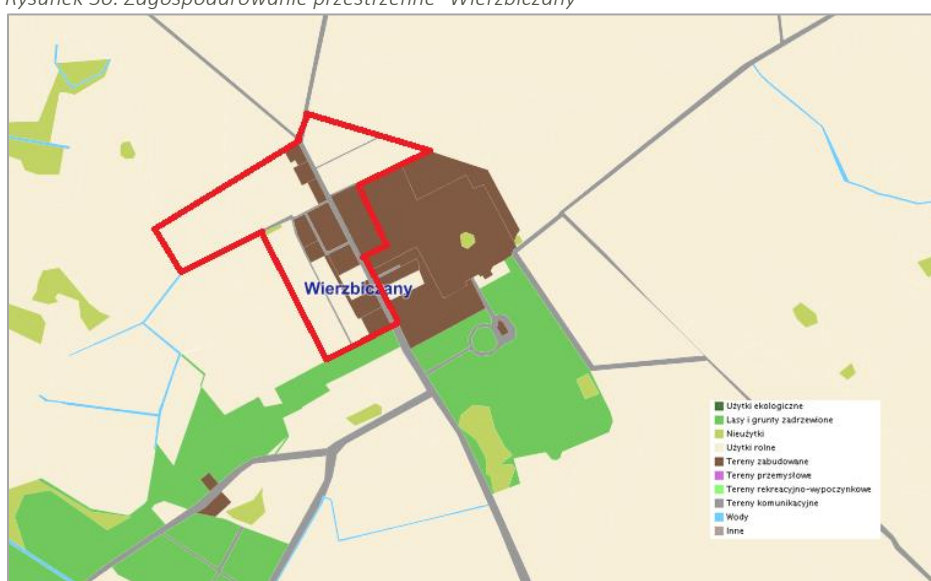 Rysunek 30. Zagospodarowanie przestrzenne- Wierzbiczany
Wierzbiczany
Użytki ekologiczne
Lasy i grunty zadrzewione
Nieużytki
Użytki rolne
Tereny zabudowane
Tereny przemysłowe
Tereny rekreacyjno-wypoczynkowe
Tereny komunikacyjne
Wody
Inne